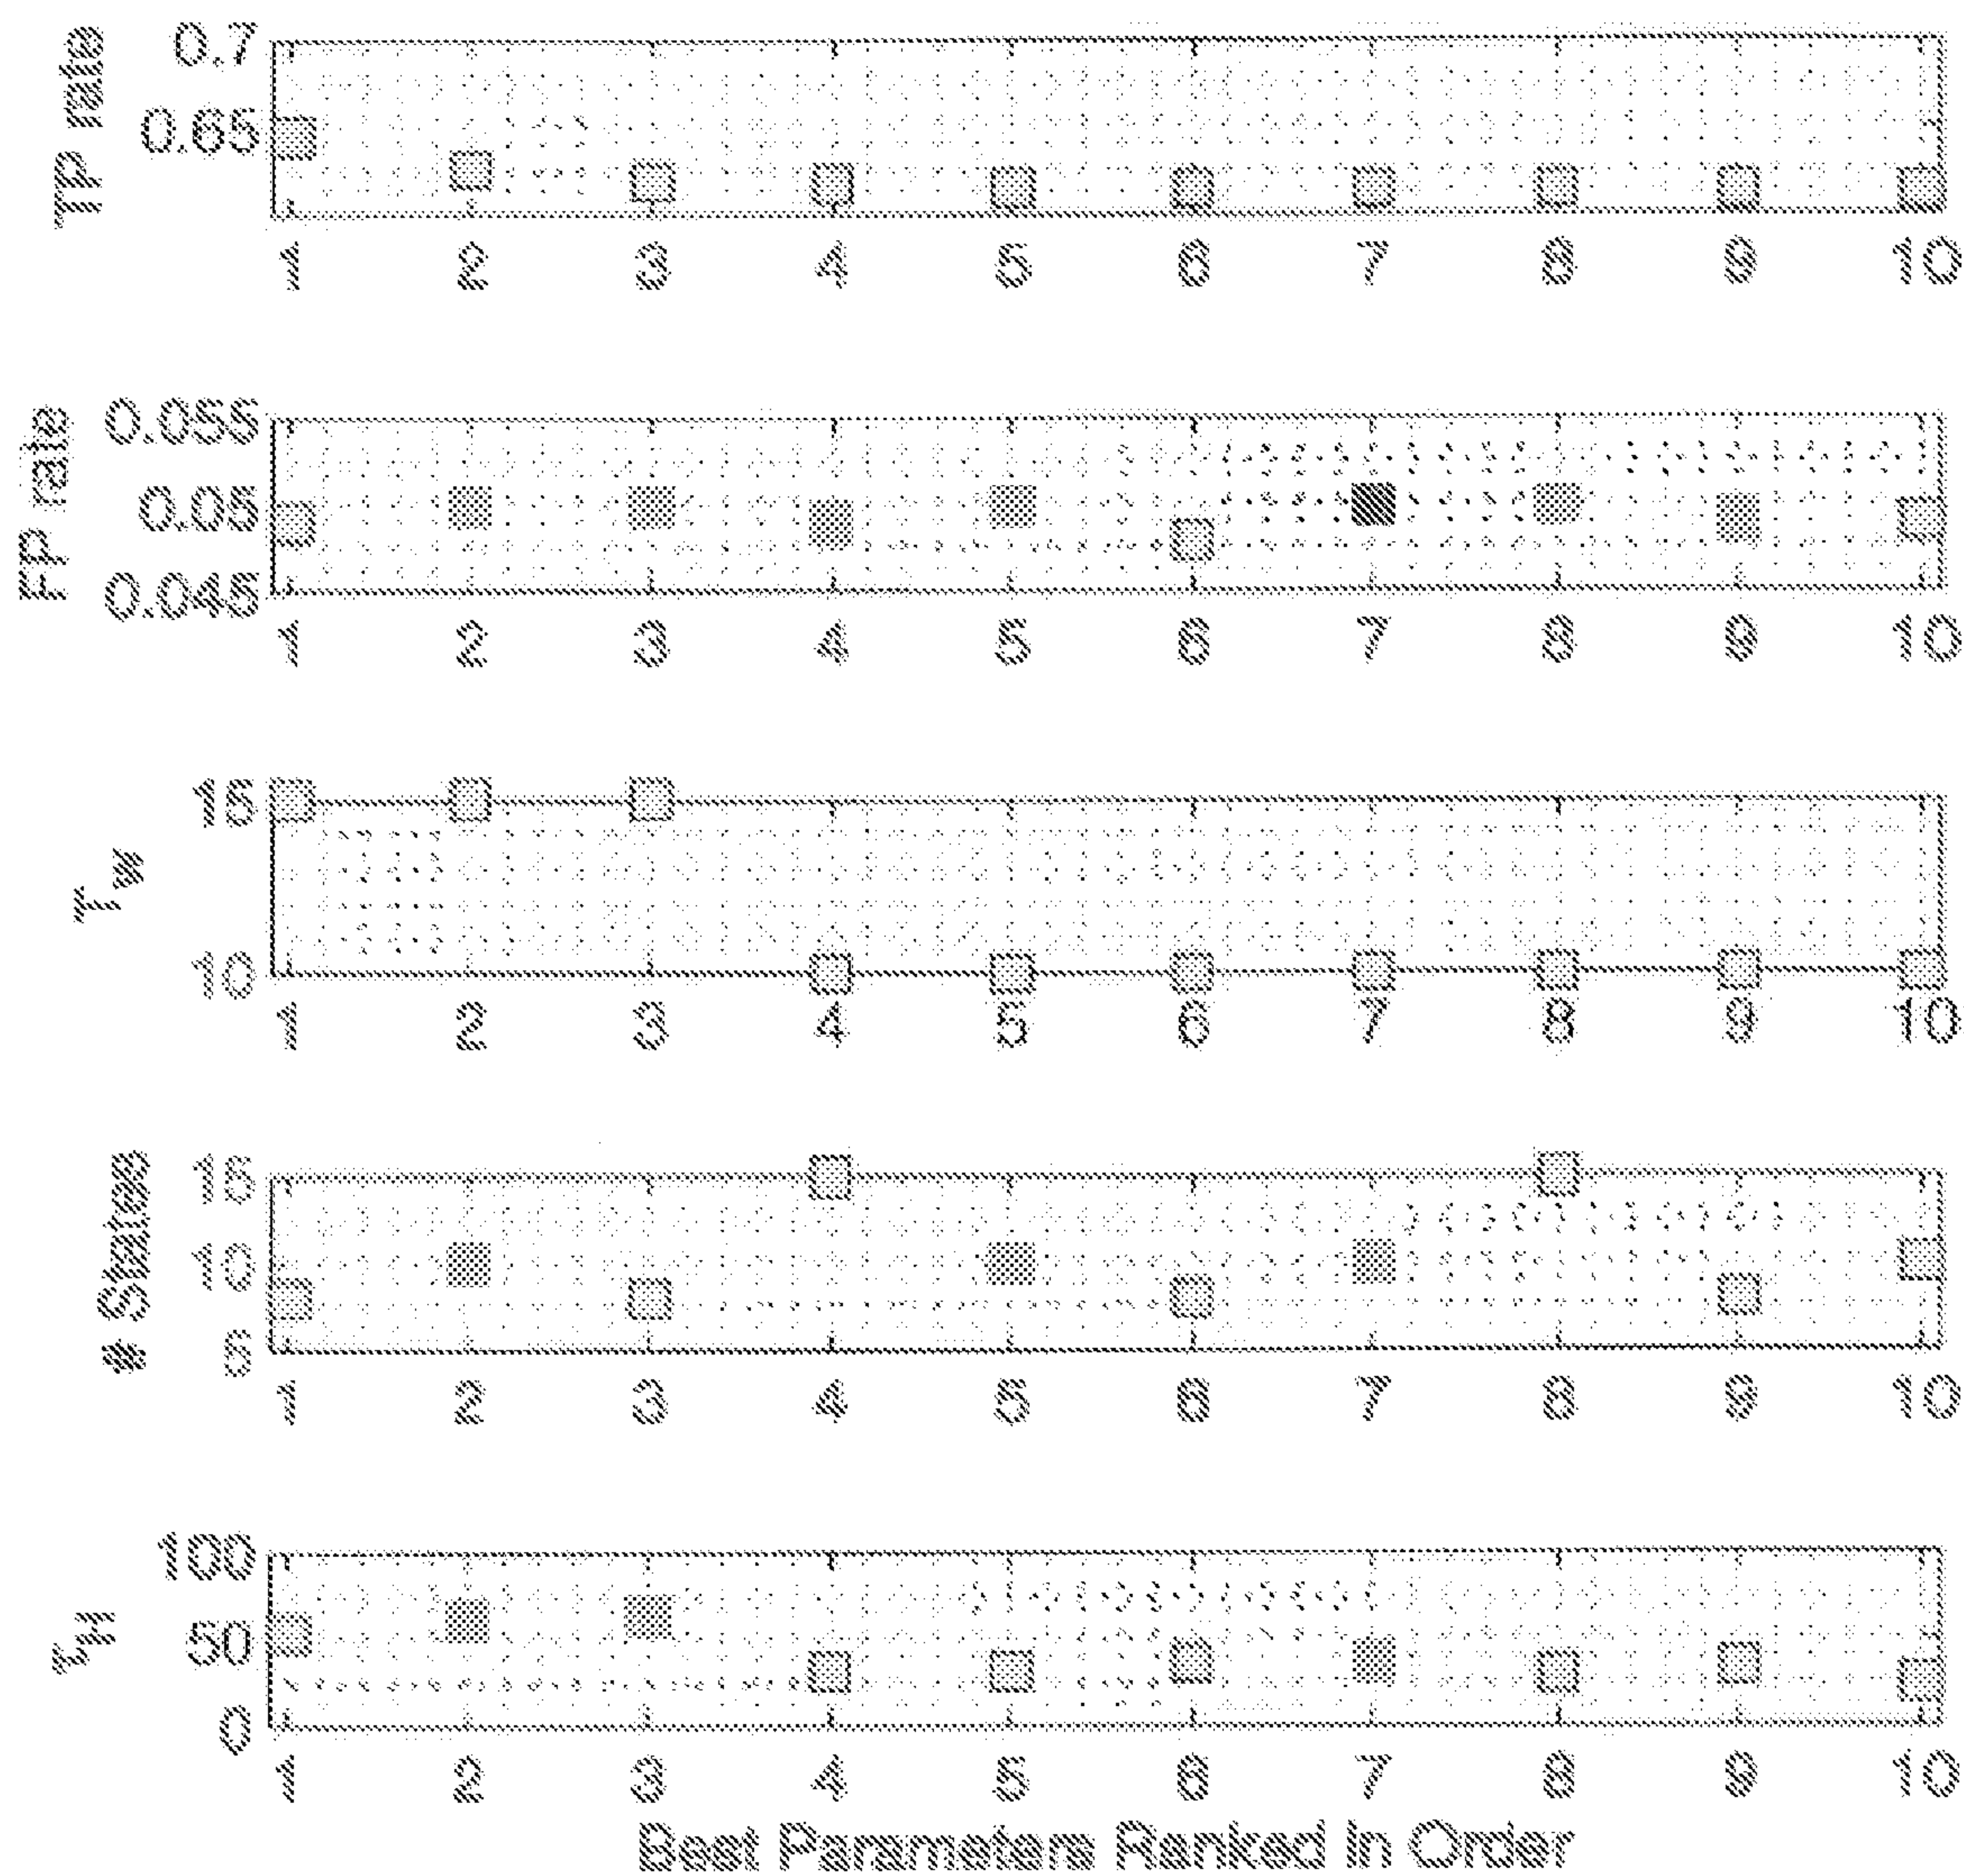 TP rate
0.7
0.65
1 2 3 4 5 6 7 8 9 10
FP rate
0.055
0.05
0.045
1 2 3 4 5 6 7 8 9 10
Tw
15
10
1 2 3 4 5 6 7 8 9 10
# States
15
10
5
1 2 3 4 5 6 7 8 9 10
100
50
0
1 2 3 4 5 6 7 8 9 10
Best Parameters Ranked In Order